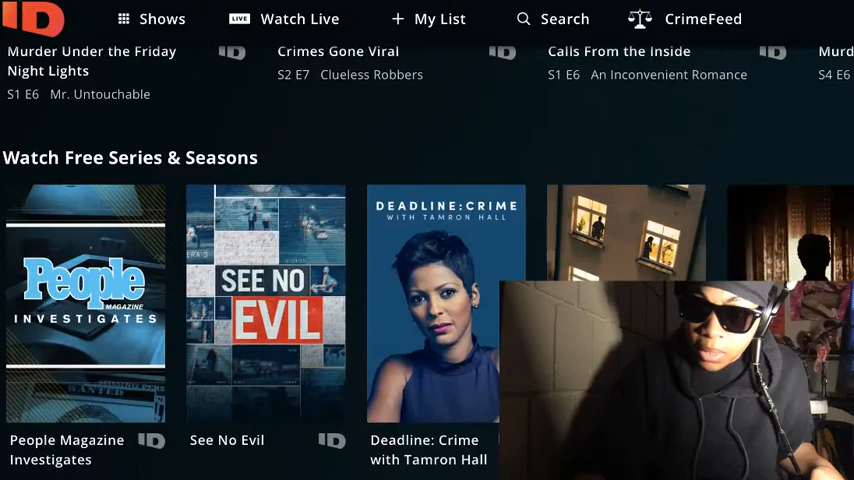 ID
Shows
LIVE
Watch Live
My List
Search
CrimeFeed
Murder Under the Friday
Night Lights
ID
S1 E6 Mr. Untouchable
Crimes Gone Viral
ID
S2 E7 Clueless Robbers
Calls From the Inside
ID
S1 E6 An Inconvenient Romance
Murd
S4 E6
Watch Free Series & Seasons
People
MAGAZINE
INVESTIGATES
WANTED
SEE NO
EVIL
DEADLINE:CRIME
WITH TAMRON HALL
People Magazine
Investigates
ID
See No Evil
ID
Deadline: Crime
with Tamron Hall